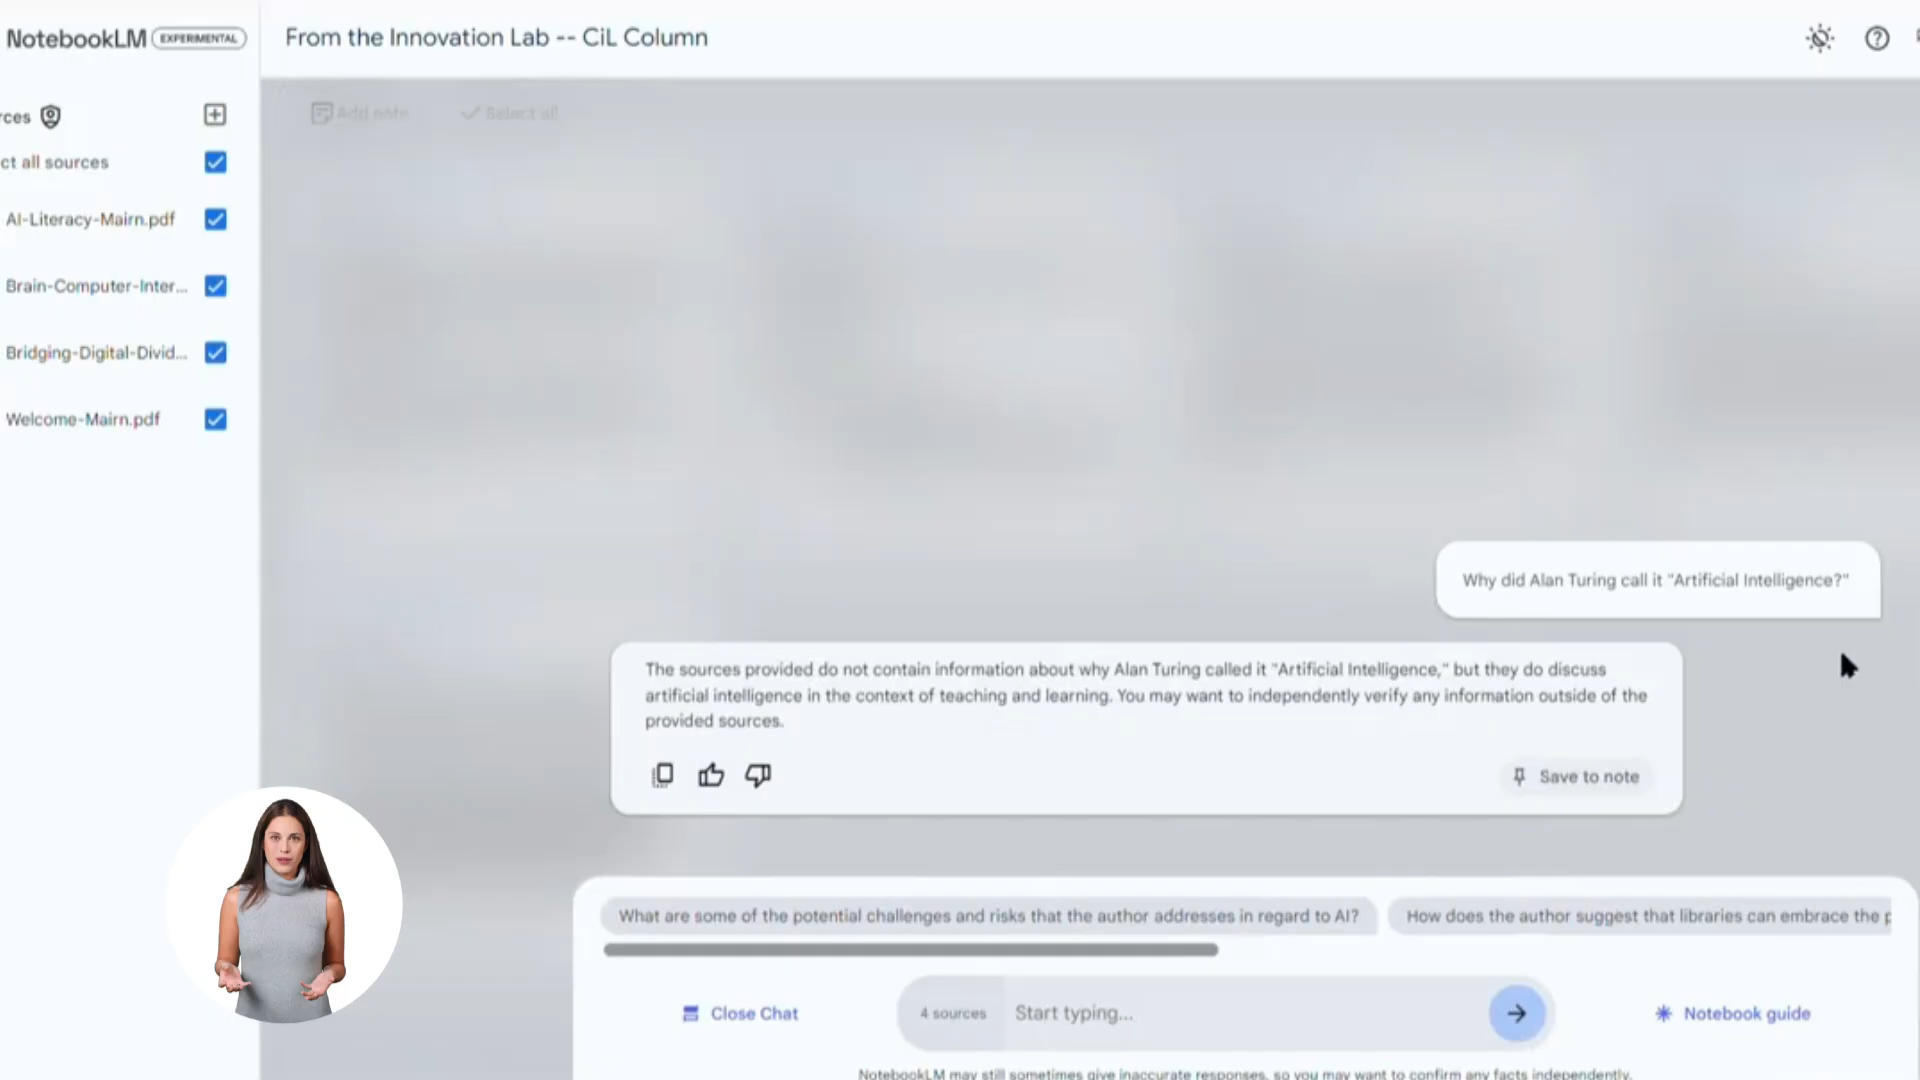 NotebookLM EXPERIMENTAL
From the Innovation Lab -- CiL Column
rces
ct all sources
AI-Literacy-Mairn.pdf
Brain-Computer-Inter...
Bridging-Digital-Divid...
Welcome-Mairn.pdf
Add note
Select all
Why did Alan Turing call it "Artificial Intelligence?"
The sources provided do not contain information about why Alan Turing called it "Artificial Intelligence," but they do discuss
artificial intelligence in the context of teaching and learning. You may want to independently verify any information outside of the
provided sources.
Save to note
What are some of the potential challenges and risks that the author addresses in regard to AI?
How does the author suggest that libraries can embrace the p
Close Chat
4 sources
Start typing...
Notebook guide
NotebookLM may still sometimes give inaccurate responses, so you may want to confirm any facts independently.